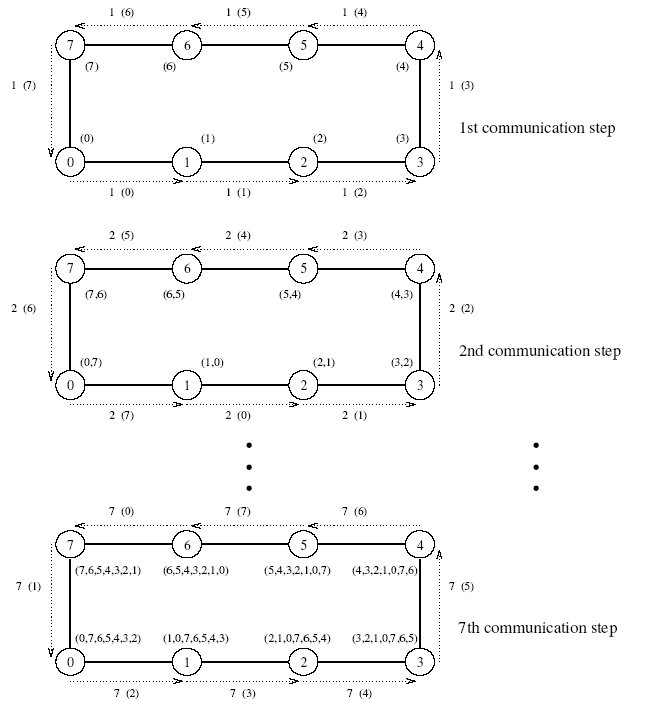 1 (6) 1 (5) 1 (4)
7 6 5 4
(7) (6) (5) (4)
1 (7) 1 (3)
1st communication step
(0) (1) (2) (3)
0 1 2 3
1 (0) 1 (1) 1 (2)
2 (5) 2 (4) 2 (3)
7 6 5 4
(7,6) (6,5) (5,4) (4,3)
2 (6) 2 (2)
2nd communication step
(0,7) (1,0) (2,1) (3,2)
0 1 2 3
2 (7) 2 (0) 2 (1)
7 (0) 7 (7) 7 (6)
7 6 5 4
(7,6,5,4,3,2,1) (6,5,4,3,2,1,0) (5,4,3,2,1,0,7) (4,3,2,1,0,7,6)
7 (1) 7 (5)
7th communication step
(0,7,6,5,4,3,2) (1,0,7,6,5,4,3) (2,1,0,7,6,5,4) (3,2,1,0,7,6,5)
0 1 2 3
7 (2) 7 (3) 7 (4)